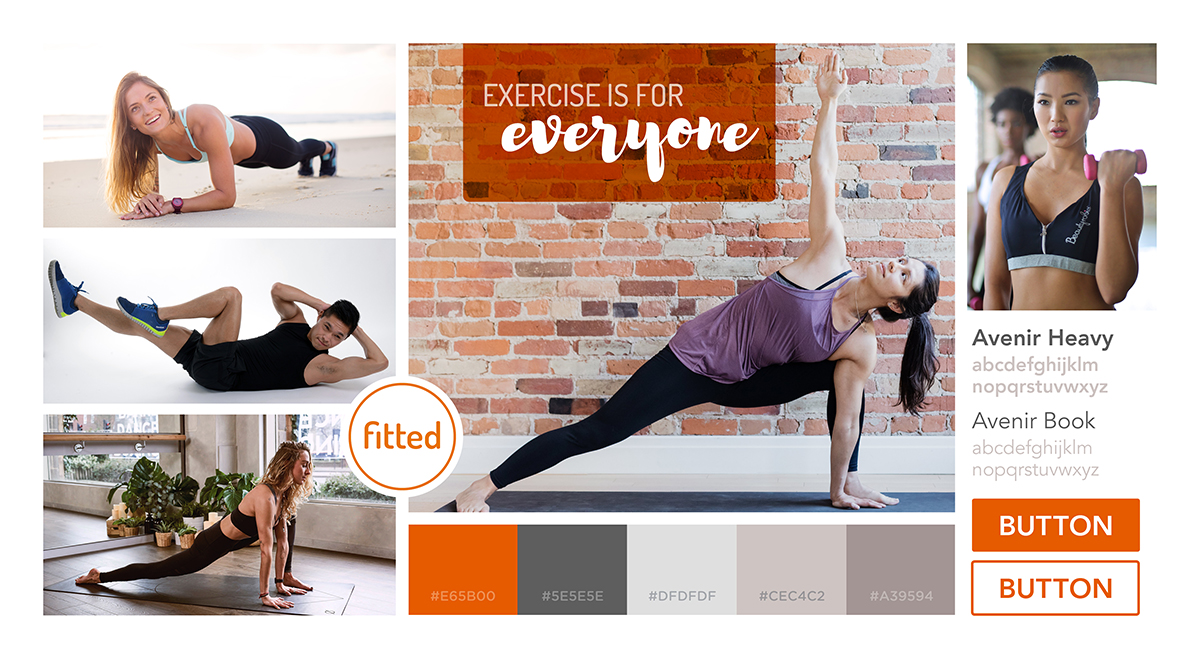 EXERCISE IS FOR
everyone
fitted
#E65B00
#5E5E5E
#DFDFDF
#CEC4C2
#A39594
Avenir Heavy
abcdefghijklm
nopqrstuvwxyz
Avenir Book
abcdefghijklm
nopqrstuvwxyz
BUTTON
BUTTON